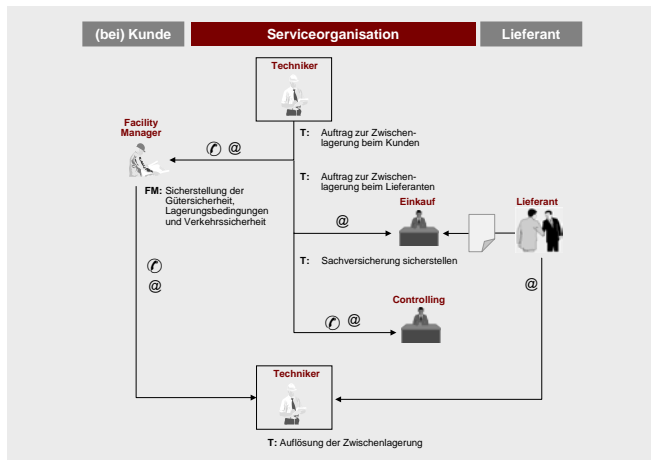 (bei) Kunde
Serviceorganisation
Lieferant
Techniker
Facility
Manager
T: Auftrag zur Zwischen-
lagerung beim Kunden
@
T: Auftrag zur Zwischen-
lagerung beim Lieferanten
FM: Sicherstellung der
Gütersicherheit,
Lagerungsbedingungen
und Verkehrssicherheit
Einkauf
Lieferant
@
T: Sachversicherung sicherstellen
@
@
Controlling
@
Techniker
T: Auflösung der Zwischenlagerung